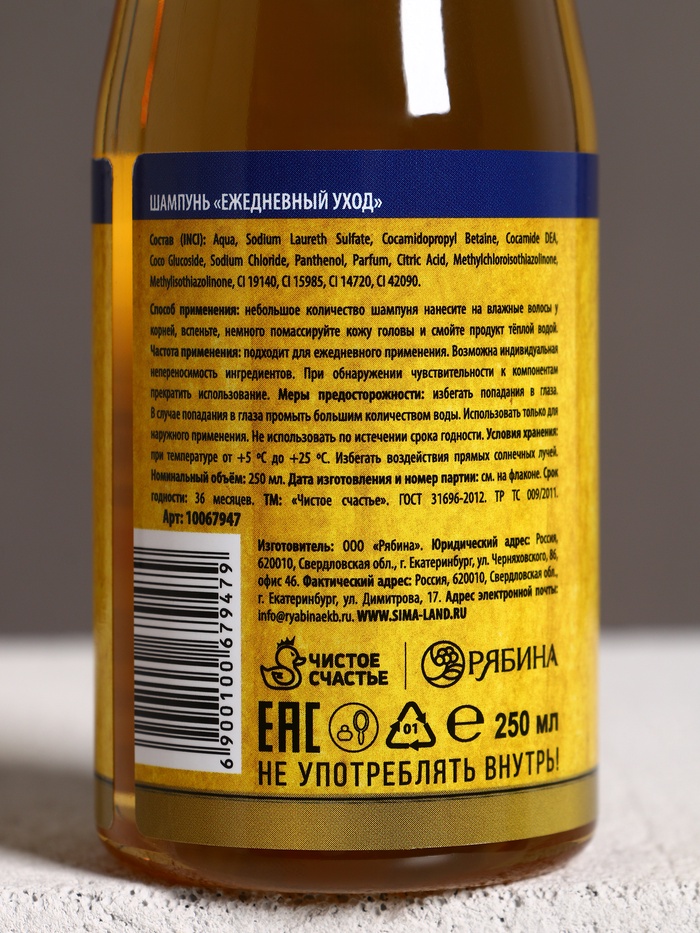 ШАМПУНЬ «ЕЖЕДНЕВНЫЙ УХОД»
Состав (INCI): Aqua, Sodium Laureth Sulfate, Cocamidopropyl Betaine, Cocamide DEA,
Coco Glucoside, Sodium Chloride, Panthenol, Parfum, Citric Acid, Methylchloroisothiazolinone,
Methylisothiazolinone, CI 19140, CI 15985, CI 14720, CI 42090.
Способ применения: небольшое количество шампуня нанесите на влажные волосы у
корней, вспеньте, немного помассируйте кожу головы и смойте продукт тёплой водой.
Частота применения: подходит для ежедневного применения. Возможна индивидуальная
непереносимость ингредиентов. При обнаружении чувствительности к компонентам
прекратить использование. Меры предосторожности: избегать попадания в глаза.
В случае попадания в глаза промыть большим количеством воды. Использовать только для
наружного применения. Не использовать по истечении срока годности. Условия хранения:
при температуре от +5 ºC до +25 ºC. Избегать воздействия прямых солнечных лучей.
Номинальный объём: 250 мл. Дата изготовления и номер партии: см. на флаконе. Срок
годности: 36 месяцев. ТМ: «Чистое счастье». ГОСТ 31696-2012. ТР ТС 009/2011.
Арт: 10067947
Изготовитель: ООО «Рябина». Юридический адрес: Россия,
620010, Свердловская обл., г. Екатеринбург, ул. Черняховского, 86,
офис 46. Фактический адрес: Россия, 620010, Свердловская обл.,
г. Екатеринбург, ул. Димитрова, 17. Адрес электронной почты:
info@ryabinaekb.ru. WWW.SIMA-LAND.RU
6 900100 679479
ЧИСТОЕ
СЧАСТЬЕ
РЯБИНА
EAC
01
e
250 мл
НЕ УПОТРЕБЛЯТЬ ВНУТРЬ!